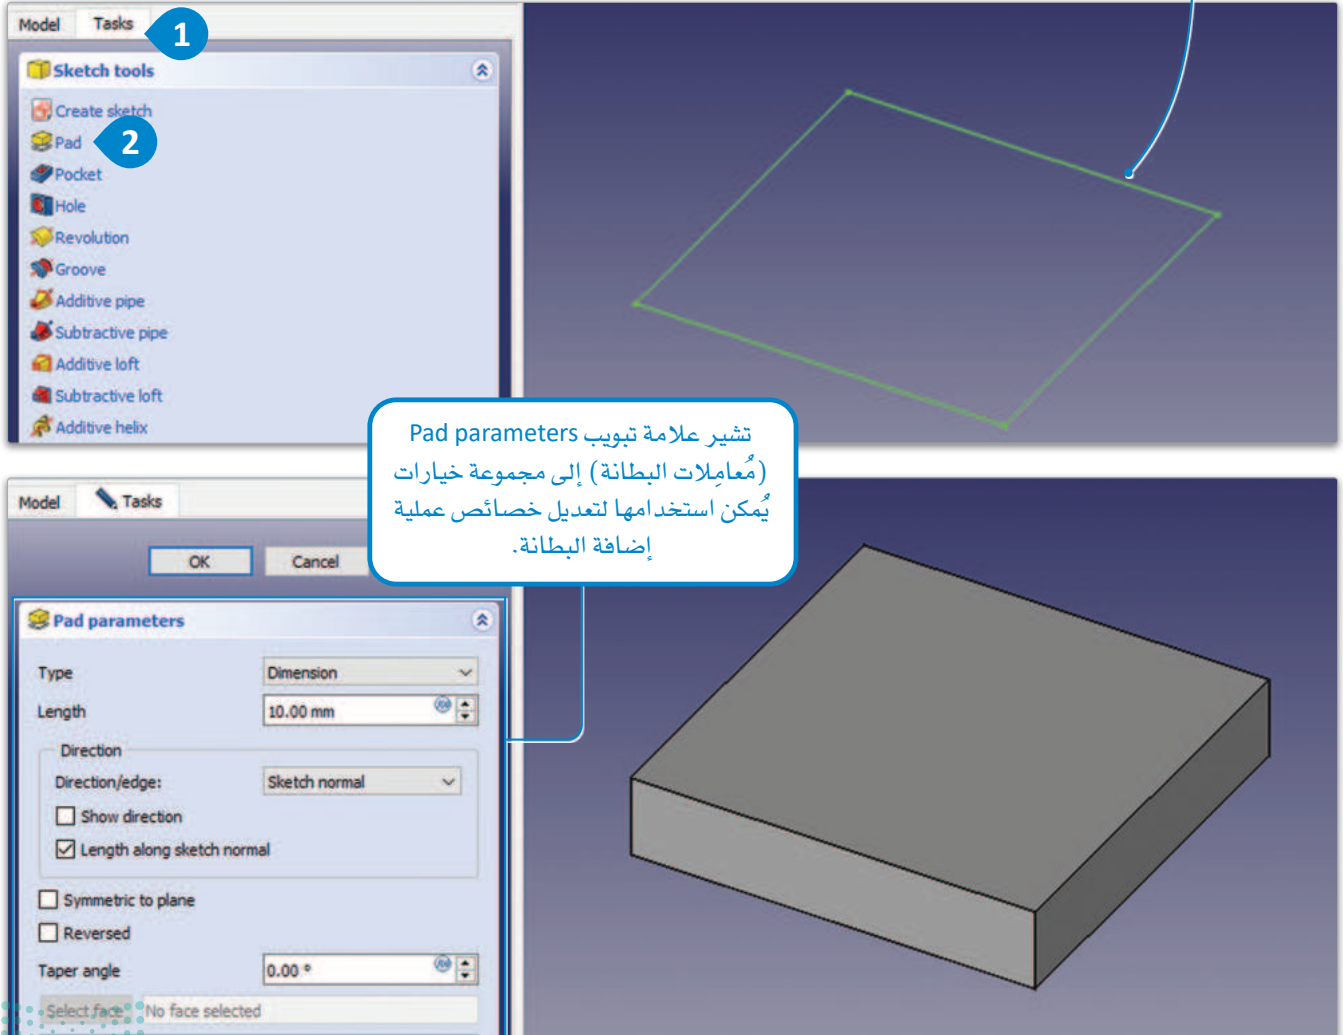 Model
Tasks
1
Sketch tools
Create sketch
Pad
2
Pocket
Hole
Revolution
Groove
Additive pipe
Subtractive pipe
Additive loft
Subtractive loft
Additive helix
تشير علامة تبويب Pad parameters
(مُعامِلات البطانة) إلى مجموعة خيارات
يُمكن استخدامها لتعديل خصائص عملية
إضافة البطانة.
Model
Tasks
OK
Cancel
Pad parameters
Type
Dimension
Length
10.00 mm
Direction
Direction/edge:
Sketch normal
Show direction
Length along sketch normal
Symmetric to plane
Reversed
Taper angle
0.00 °
Select face
No face selected